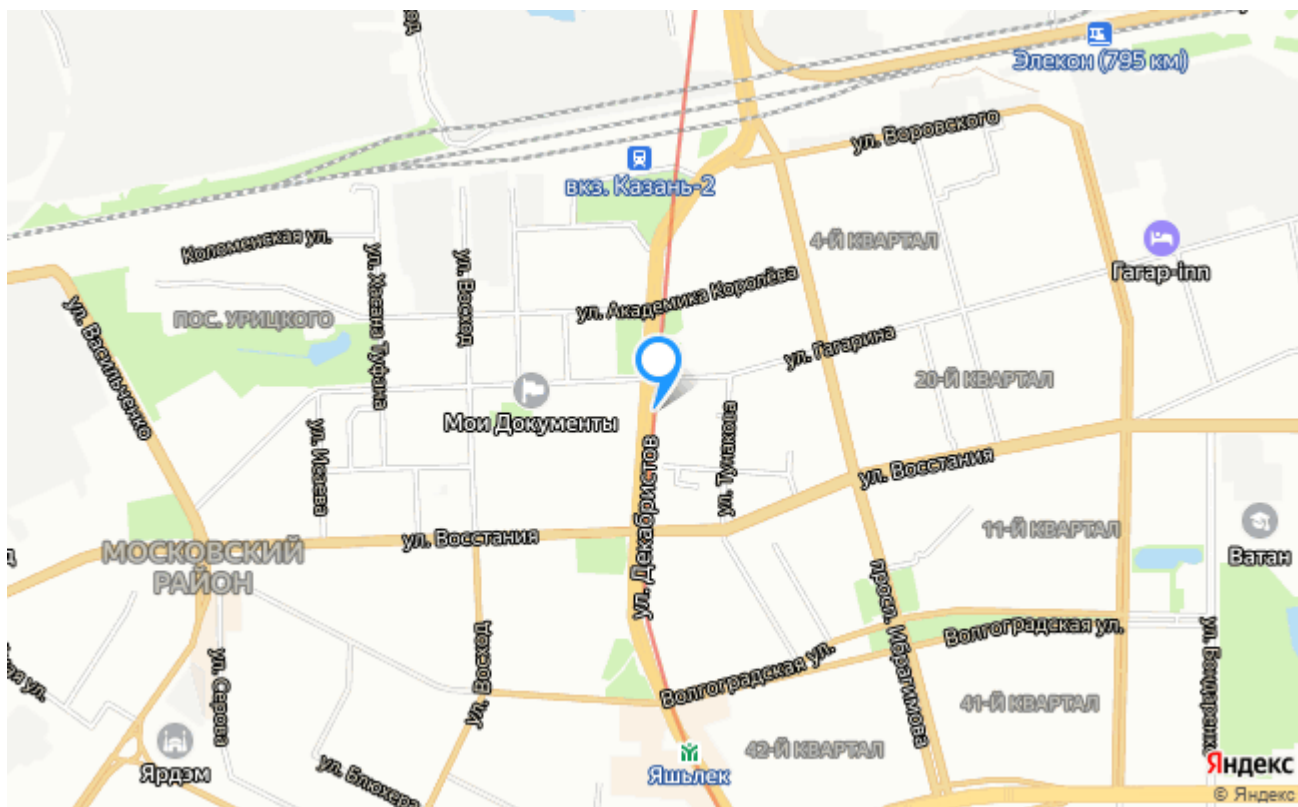 Элекон (795 км)
ул. Воровского
вкз. Казань-2
4-Й КВАРТАЛ
Коломенская ул.
Гагар-inn
ул. Хасана Туфана
ул. Восход
ул. Академика Королёва
ПОС. УРИЦКОГО
ул. Васильченко
ул. Гагарина
20-Й КВАРТАЛ
Мои Документы
ул. Исаева
ул. Декабристов
ул. Тунакова
ул. Восстания
ул. Восстания
11-Й КВАРТАЛ
МОСКОВСКИЙ
РАЙОН
Ватан
просп. Ибрагимова
Волгоградская ул.
Волгоградская ул.
ул. Бондаренко
ул. Серова
ул. Восход
41-Й КВАРТАЛ
42-Й КВАРТАЛ
Ярдэм
ул. Блюхера
Яшьлек
Яндекс
© Яндекс